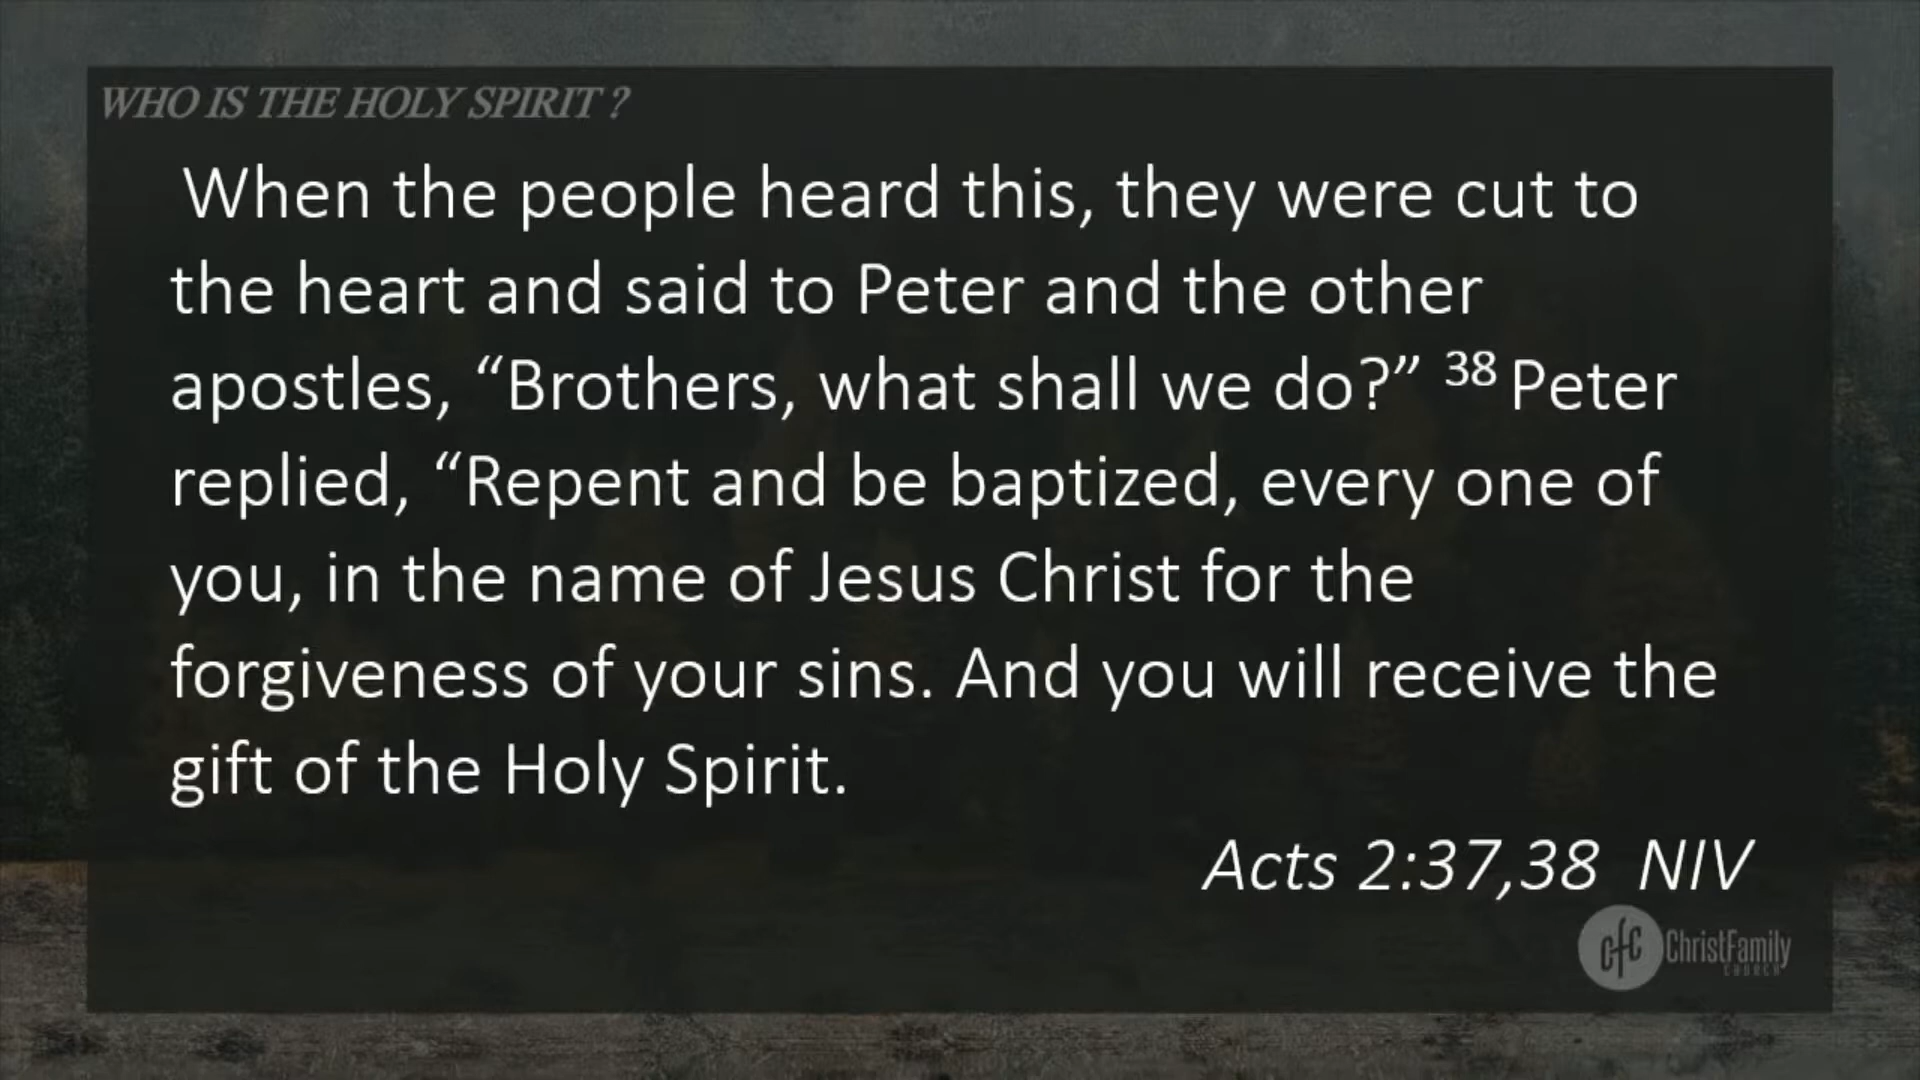 WHO IS THE HOLY SPIRIT ?
When the people heard this, they were cut to
the heart and said to Peter and the other
apostles, “Brothers, what shall we do?” 38 Peter
replied, “Repent and be baptized, every one of
you, in the name of Jesus Christ for the
forgiveness of your sins. And you will receive the
gift of the Holy Spirit.
Acts 2:37,38 NIV
cfc ChristFamily
CHURCH